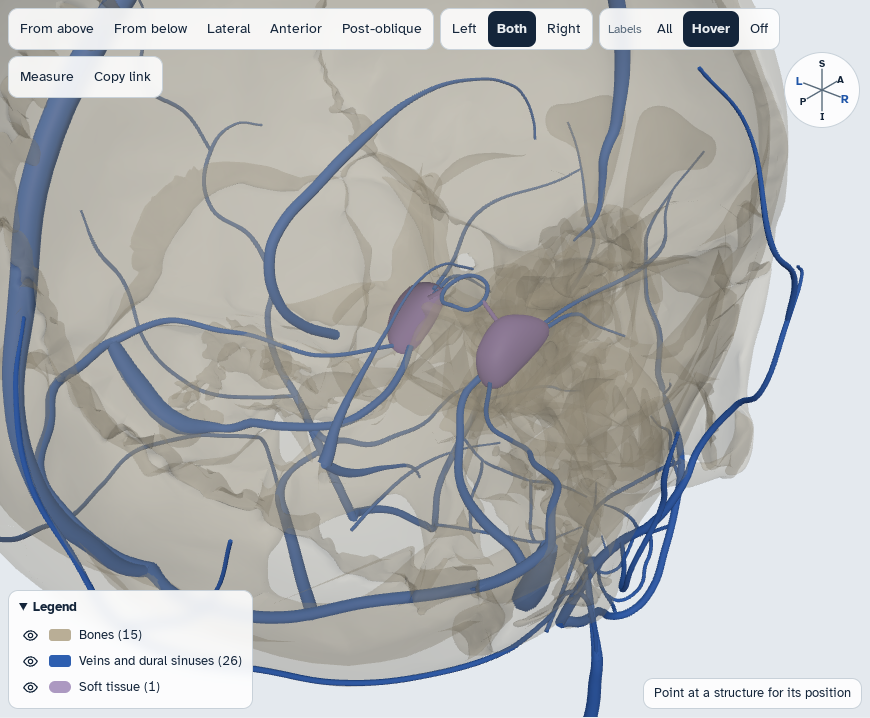 From above From below Lateral Anterior Post-oblique Left Both Right Labels All Hover Off
Measure Copy link
S
L A
P R
I
▼ Legend
Bones (15)
Veins and dural sinuses (26)
Soft tissue (1)
Point at a structure for its position